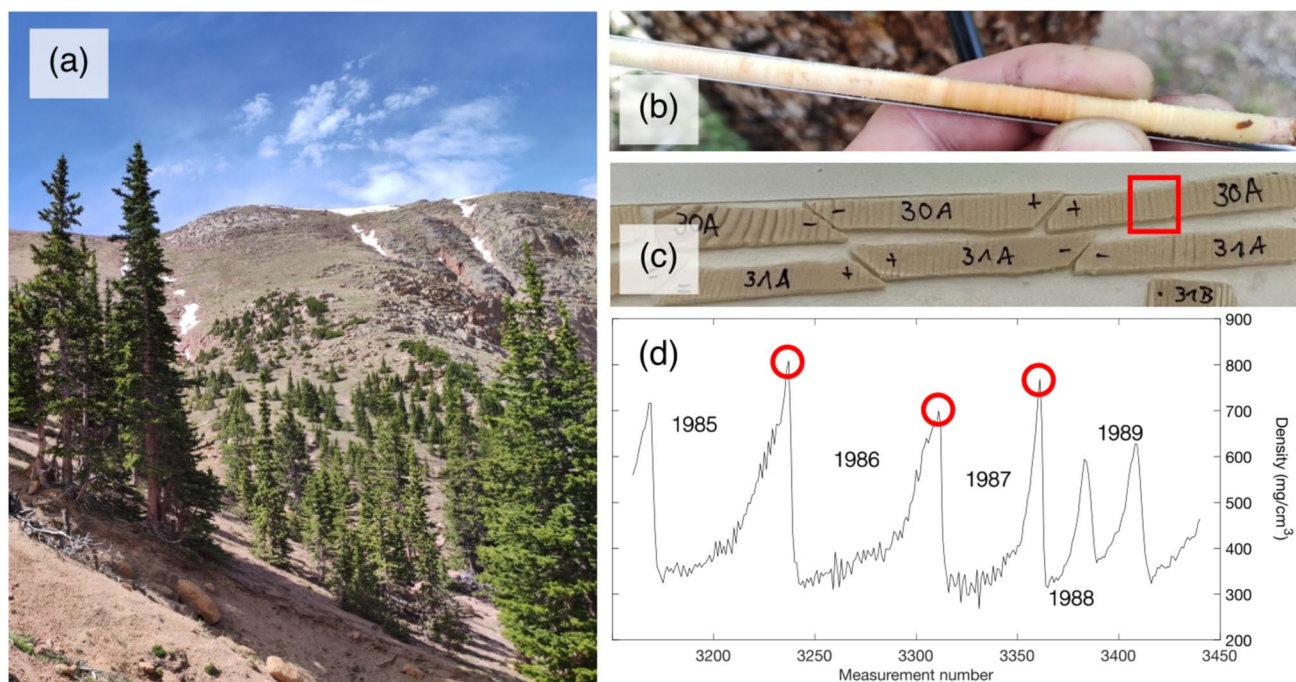 (a)
(b)
30A - - 30A + + 30A
(c)
31A + + 31A - - 31A
• 31B
(d)
900
800
700
600
500
400
300
200
Density (mg/cm³)
1985
1986
1987
1988
1989
3200 3250 3300 3350 3400 3450
Measurement number